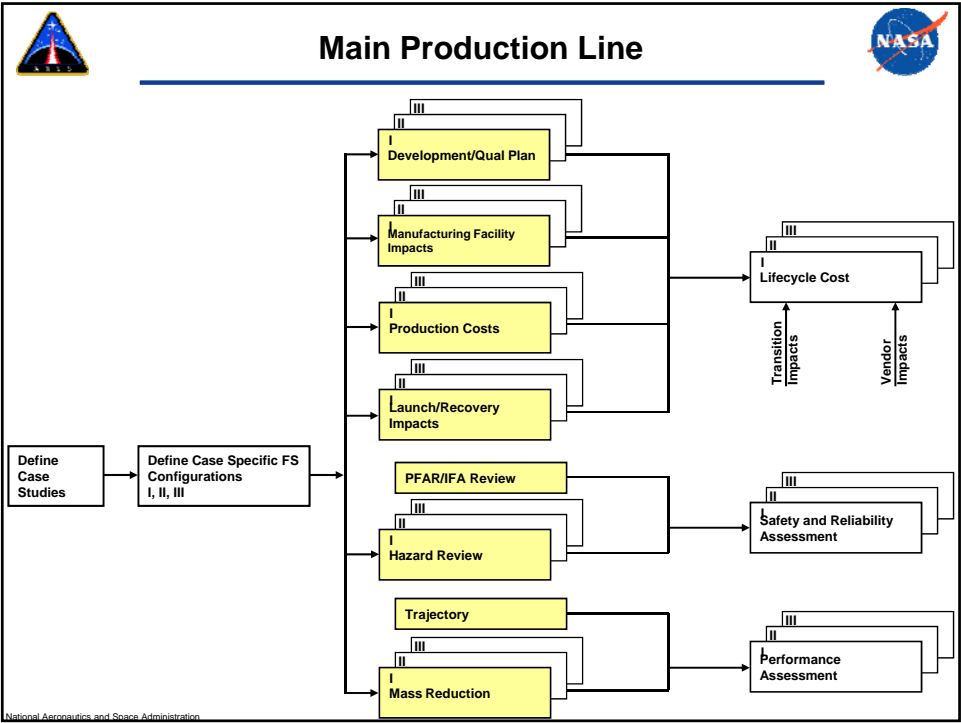 ARES
Main Production Line
NASA
III
II
I
Development/Qual Plan
III
II
I
Manufacturing Facility
Impacts
III
II
I
Production Costs
III
II
I
Launch/Recovery
Impacts
III
II
I
Lifecycle Cost
Transition
Impacts
Vendor
Impacts
Define
Case
Studies
Define Case Specific FS
Configurations
I, II, III
PFAR/IFA Review
III
II
I
Hazard Review
III
II
I
Safety and Reliability
Assessment
Trajectory
III
II
I
Mass Reduction
III
II
I
Performance
Assessment
National Aeronautics and Space Administration